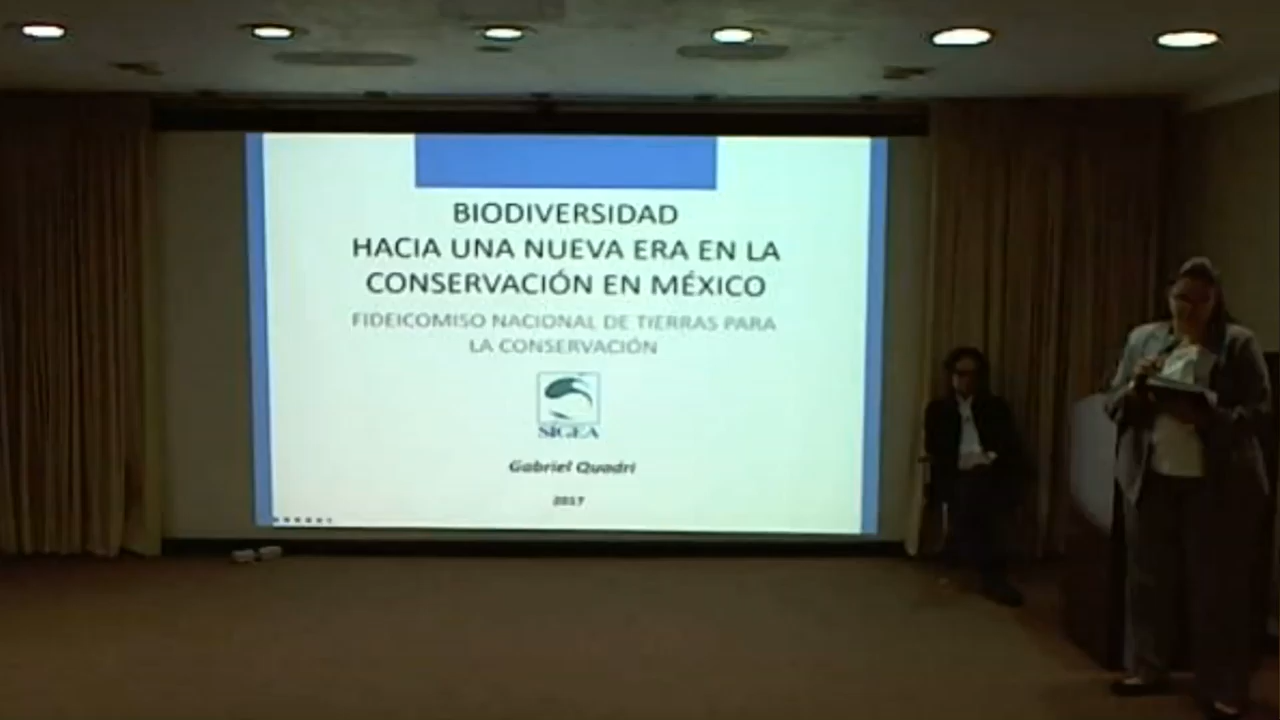 BIODIVERSIDAD
HACIA UNA NUEVA ERA EN LA
CONSERVACIÓN EN MÉXICO
FIDEICOMISO NACIONAL DE TIERRAS PARA
LA CONSERVACIÓN
SIGEA
Gabriel Quadri
2017